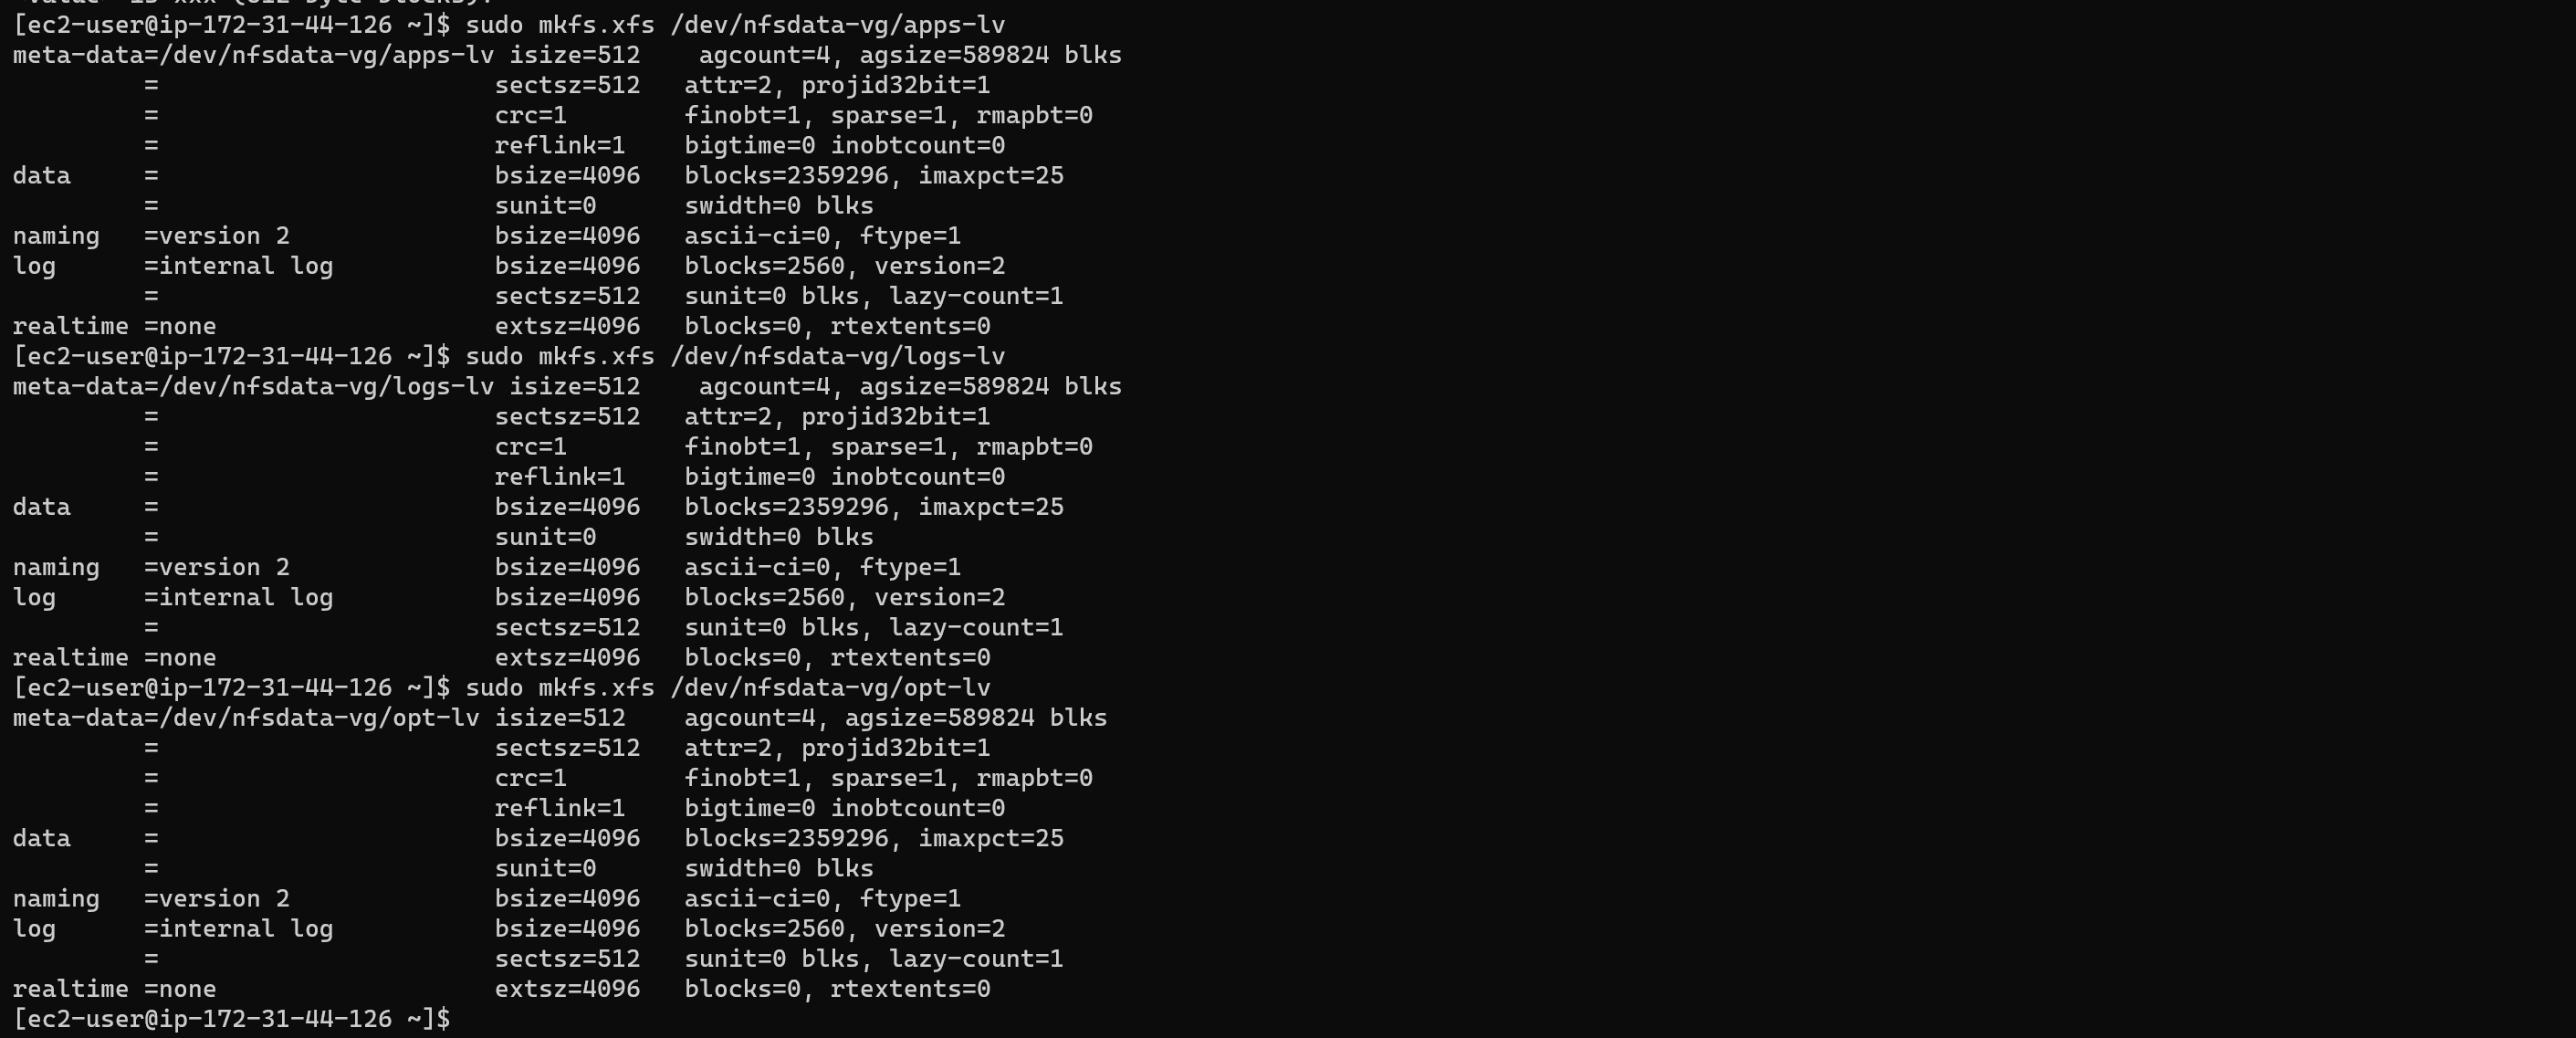 [ec2-user@ip-172-31-44-126 ~]$ sudo mkfs.xfs /dev/nfsdata-vg/apps-lv
meta-data=/dev/nfsdata-vg/apps-lv isize=512    agcount=4, agsize=589824 blks
         =                       sectsz=512   attr=2, projid32bit=1
         =                       crc=1        finobt=1, sparse=1, rmapbt=0
         =                       reflink=1    bigtime=0 inobtcount=0
data     =                       bsize=4096   blocks=2359296, imaxpct=25
         =                       sunit=0      swidth=0 blks
naming   =version 2              bsize=4096   ascii-ci=0, ftype=1
log      =internal log           bsize=4096   blocks=2560, version=2
         =                       sectsz=512   sunit=0 blks, lazy-count=1
realtime =none                   extsz=4096   blocks=0, rtextents=0
[ec2-user@ip-172-31-44-126 ~]$ sudo mkfs.xfs /dev/nfsdata-vg/logs-lv
meta-data=/dev/nfsdata-vg/logs-lv isize=512    agcount=4, agsize=589824 blks
         =                       sectsz=512   attr=2, projid32bit=1
         =                       crc=1        finobt=1, sparse=1, rmapbt=0
         =                       reflink=1    bigtime=0 inobtcount=0
data     =                       bsize=4096   blocks=2359296, imaxpct=25
         =                       sunit=0      swidth=0 blks
naming   =version 2              bsize=4096   ascii-ci=0, ftype=1
log      =internal log           bsize=4096   blocks=2560, version=2
         =                       sectsz=512   sunit=0 blks, lazy-count=1
realtime =none                   extsz=4096   blocks=0, rtextents=0
[ec2-user@ip-172-31-44-126 ~]$ sudo mkfs.xfs /dev/nfsdata-vg/opt-lv
meta-data=/dev/nfsdata-vg/opt-lv isize=512    agcount=4, agsize=589824 blks
         =                       sectsz=512   attr=2, projid32bit=1
         =                       crc=1        finobt=1, sparse=1, rmapbt=0
         =                       reflink=1    bigtime=0 inobtcount=0
data     =                       bsize=4096   blocks=2359296, imaxpct=25
         =                       sunit=0      swidth=0 blks
naming   =version 2              bsize=4096   ascii-ci=0, ftype=1
log      =internal log           bsize=4096   blocks=2560, version=2
         =                       sectsz=512   sunit=0 blks, lazy-count=1
realtime =none                   extsz=4096   blocks=0, rtextents=0
[ec2-user@ip-172-31-44-126 ~]$